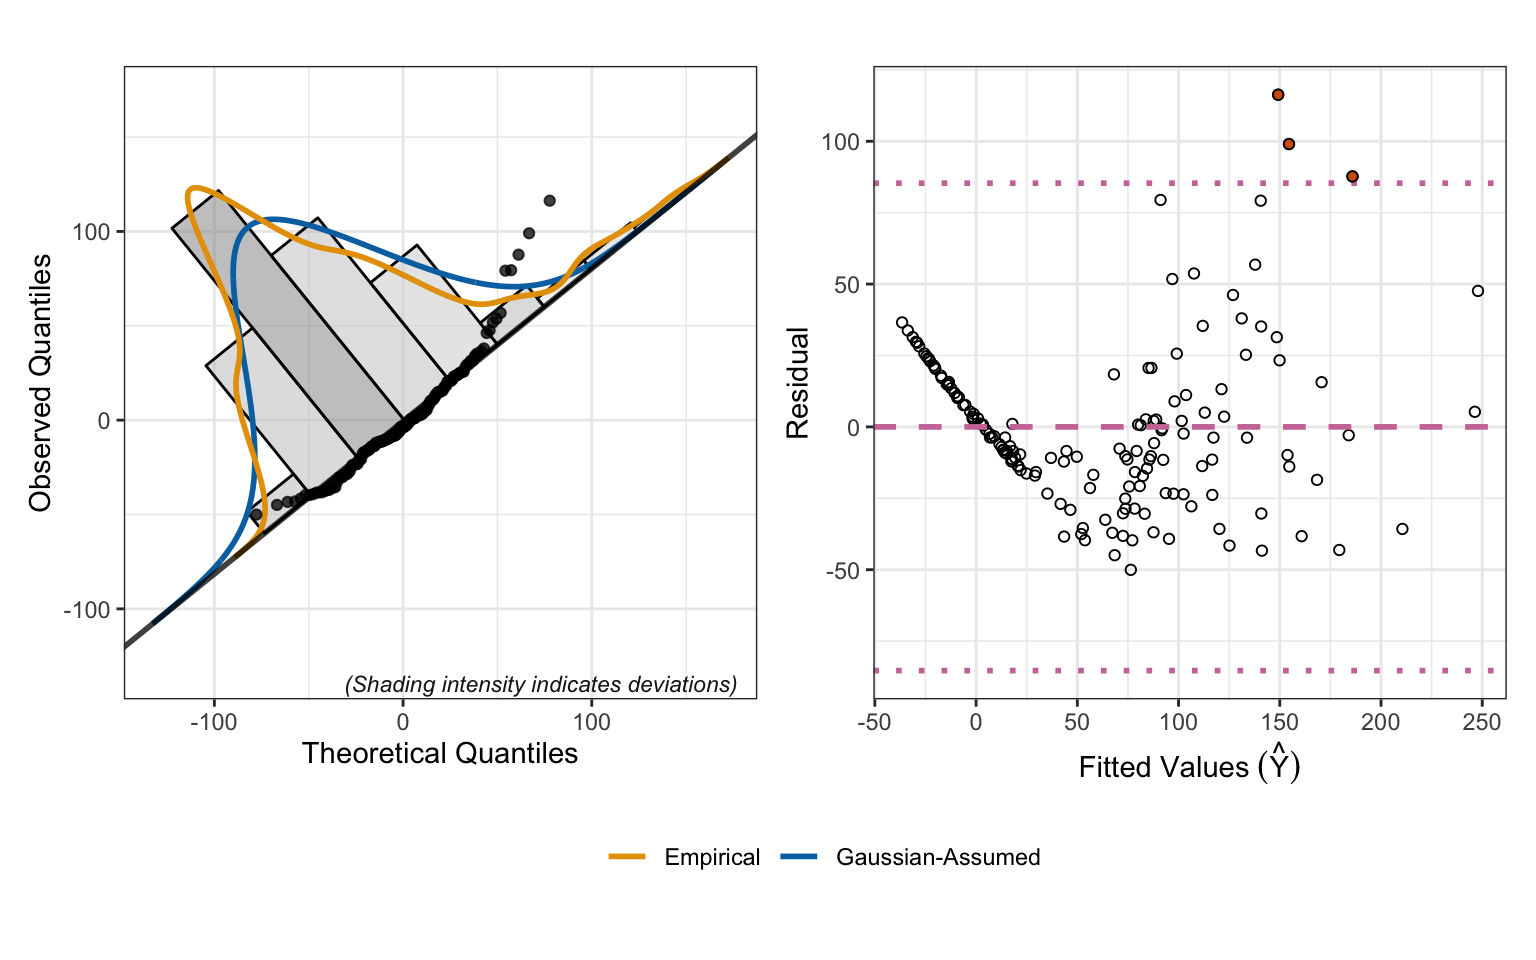 Observed Quantiles
100
0
-100
(Shading intensity indicates deviations)
-100
0
100
Theoretical Quantiles
Residual
100
50
0
-50
-50
0
50
100
150
200
250
Fitted Values (Ŷ)
Empirical
Gaussian-Assumed